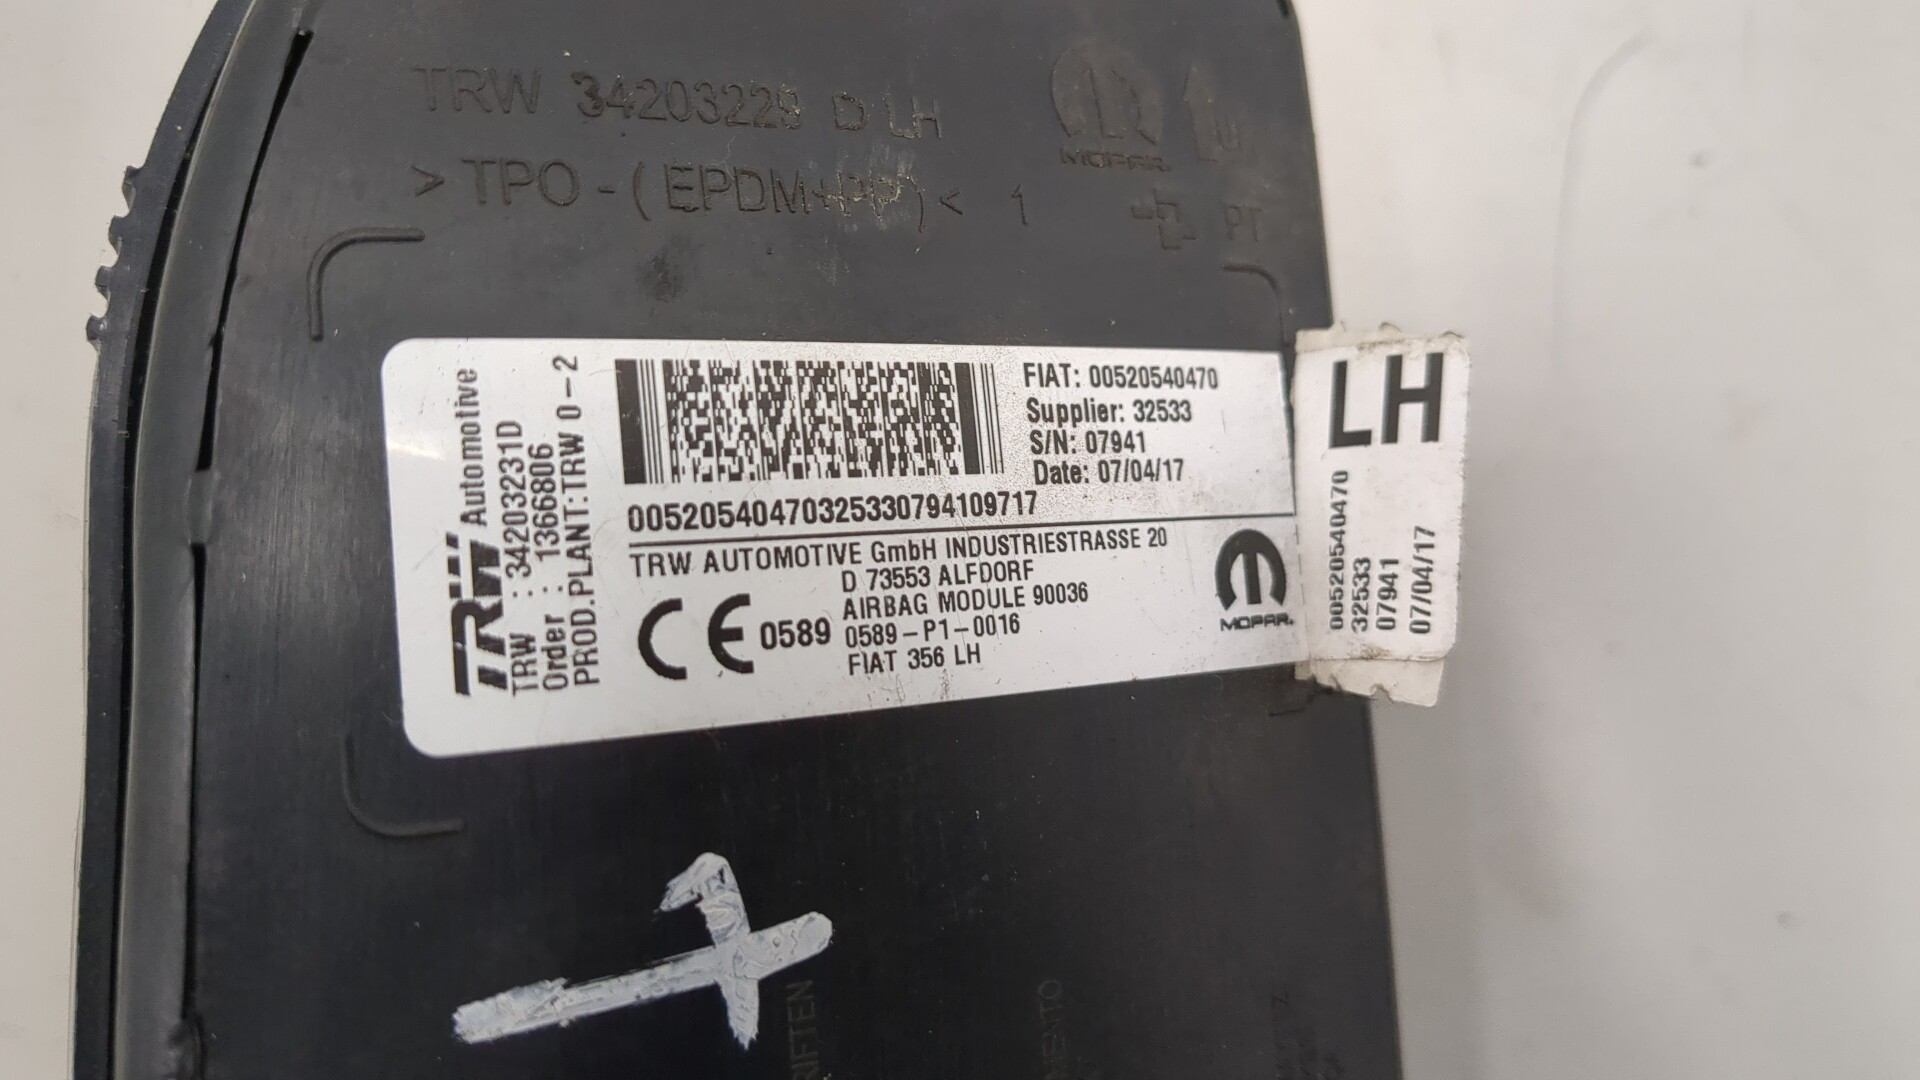 TRW 34203229 D LH
MOPAR
>TPO-(EPDM+PP)< 1
PT
TRW Automotive
TRW : 34203231D
Order : 13666806
PROD.PLANT:TRW 0-2
FIAT: 00520540470
Supplier: 32533
S/N: 07941
Date: 07/04/17
00520540470325330794109717
TRW AUTOMOTIVE GmbH INDUSTRIESTRASSE 20
D 73553 ALFDORF
AIRBAG MODULE 90036
CE 0589 0589-P1-0016
FIAT 356 LH
MOPAR.
LH
00520540470
32533
07941
07/04/17